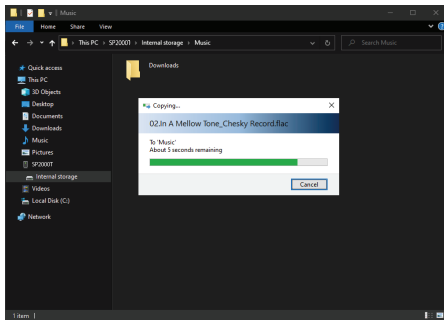 Music
File Home Share View
This PC › SP2000T › Internal storage › Music
Search Music
Quick access
This PC
3D Objects
Desktop
Documents
Downloads
Music
Pictures
SP2000T
Internal storage
Videos
Local Disk (C:)
Network
Downloads
Copying...
02.In A Mellow Tone_Chesky Record.flac
To 'Music'
About 5 seconds remaining
Cancel
1 item